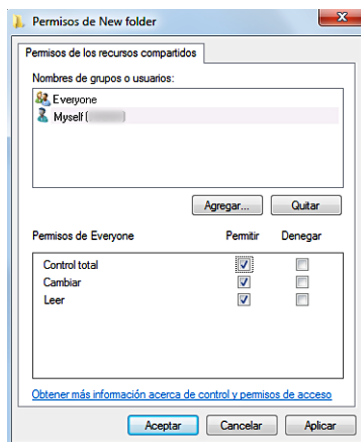 Permisos de New folder
Permisos de los recursos compartidos
Nombres de grupos o usuarios:
Everyone
Myself (
Agregar... Quitar
Permisos de Everyone Permitir Denegar
Control total
Cambiar
Leer
Obtener más información acerca de control y permisos de acceso
Aceptar Cancelar Aplicar